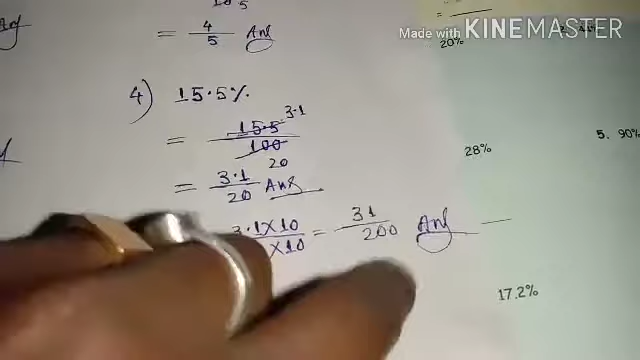 = 4/5 Ans
Made with KINEMASTER
20%
4) 15.5%
= 15.5/100 3.1/20
28%
5. 90%
= 3.1/20 Ans
3.1×10/×10 = 31/200 Ans
17.2%